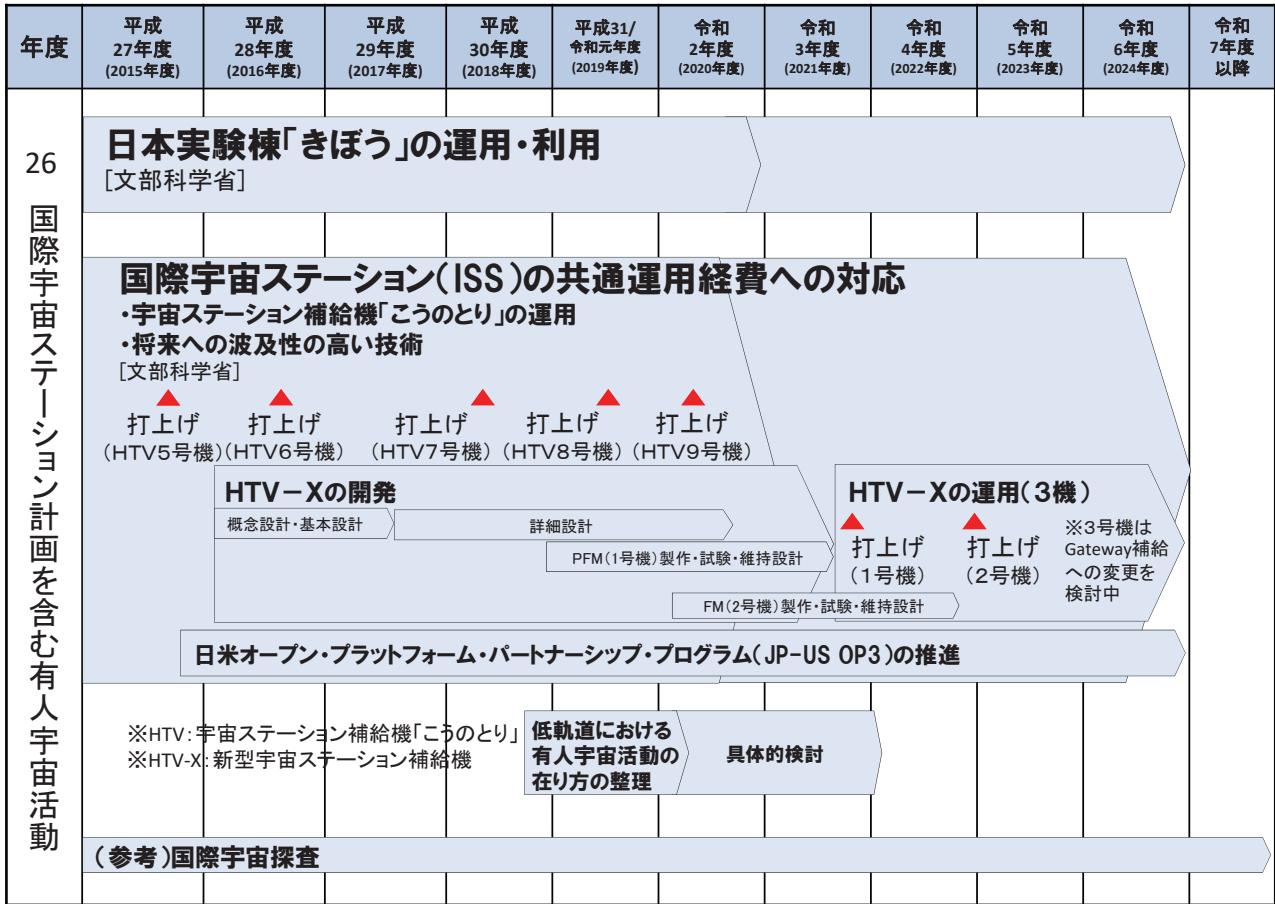 年度
平成
27年度
(2015年度)
平成
28年度
(2016年度)
平成
29年度
(2017年度)
平成
30年度
(2018年度)
平成31/
令和元年度
(2019年度)
令和
2年度
(2020年度)
令和
3年度
(2021年度)
令和
4年度
(2022年度)
令和
5年度
(2023年度)
令和
6年度
(2024年度)
令和
7年度
以降
26
国際宇宙ステーション計画を含む有人宇宙活動
日本実験棟「きぼう」の運用・利用
[文部科学省]
国際宇宙ステーション(ISS)の共通運用経費への対応
・宇宙ステーション補給機「こうのとり」の運用
・将来への波及性の高い技術
[文部科学省]
打上げ
(HTV5号機)
打上げ
(HTV6号機)
打上げ
(HTV7号機)
打上げ
(HTV8号機)
打上げ
(HTV9号機)
HTV-Xの開発
概念設計・基本設計
詳細設計
PFM(1号機)製作・試験・維持設計
FM(2号機)製作・試験・維持設計
HTV-Xの運用(3機)
打上げ
(1号機)
打上げ
(2号機)
※3号機は
Gateway補給
への変更を
検討中
日米オープン・プラットフォーム・パートナーシップ・プログラム(JP-US OP3)の推進
※HTV:宇宙ステーション補給機「こうのとり」
※HTV-X:新型宇宙ステーション補給機
低軌道における
有人宇宙活動の
在り方の整理
具体的検討
(参考)国際宇宙探査